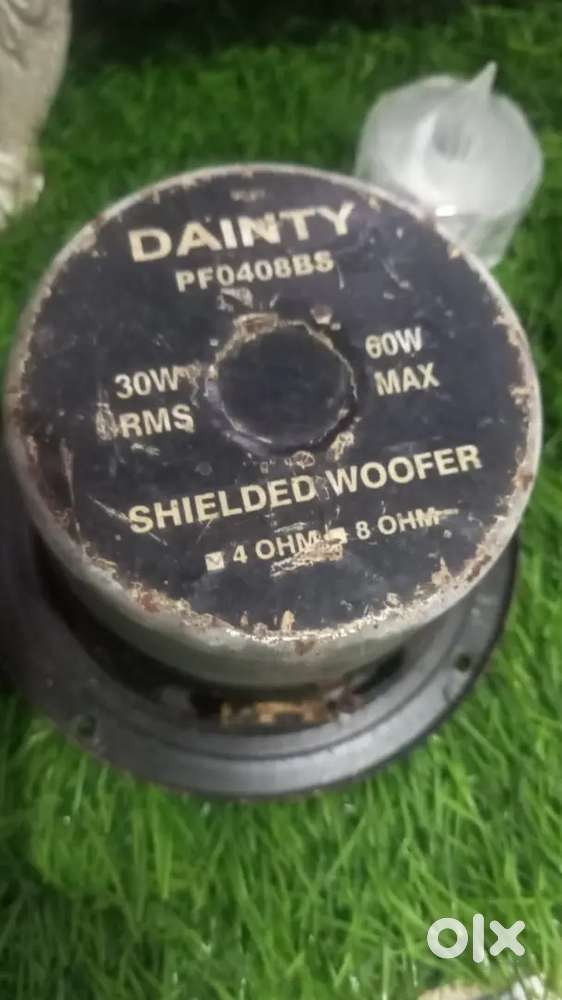 DAINTY
PF0408BS
30W
RMS
60W
MAX
SHIELDED WOOFER
☑ 4 OHM 8 OHM
olx